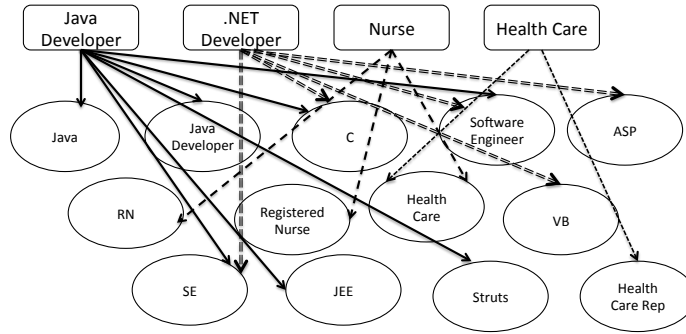 Java
Developer
.NET
Developer
Nurse
Health Care
Java
Java
Developer
C
Software
Engineer
ASP
RN
Registered
Nurse
Health
Care
VB
SE
JEE
Struts
Health
Care Rep